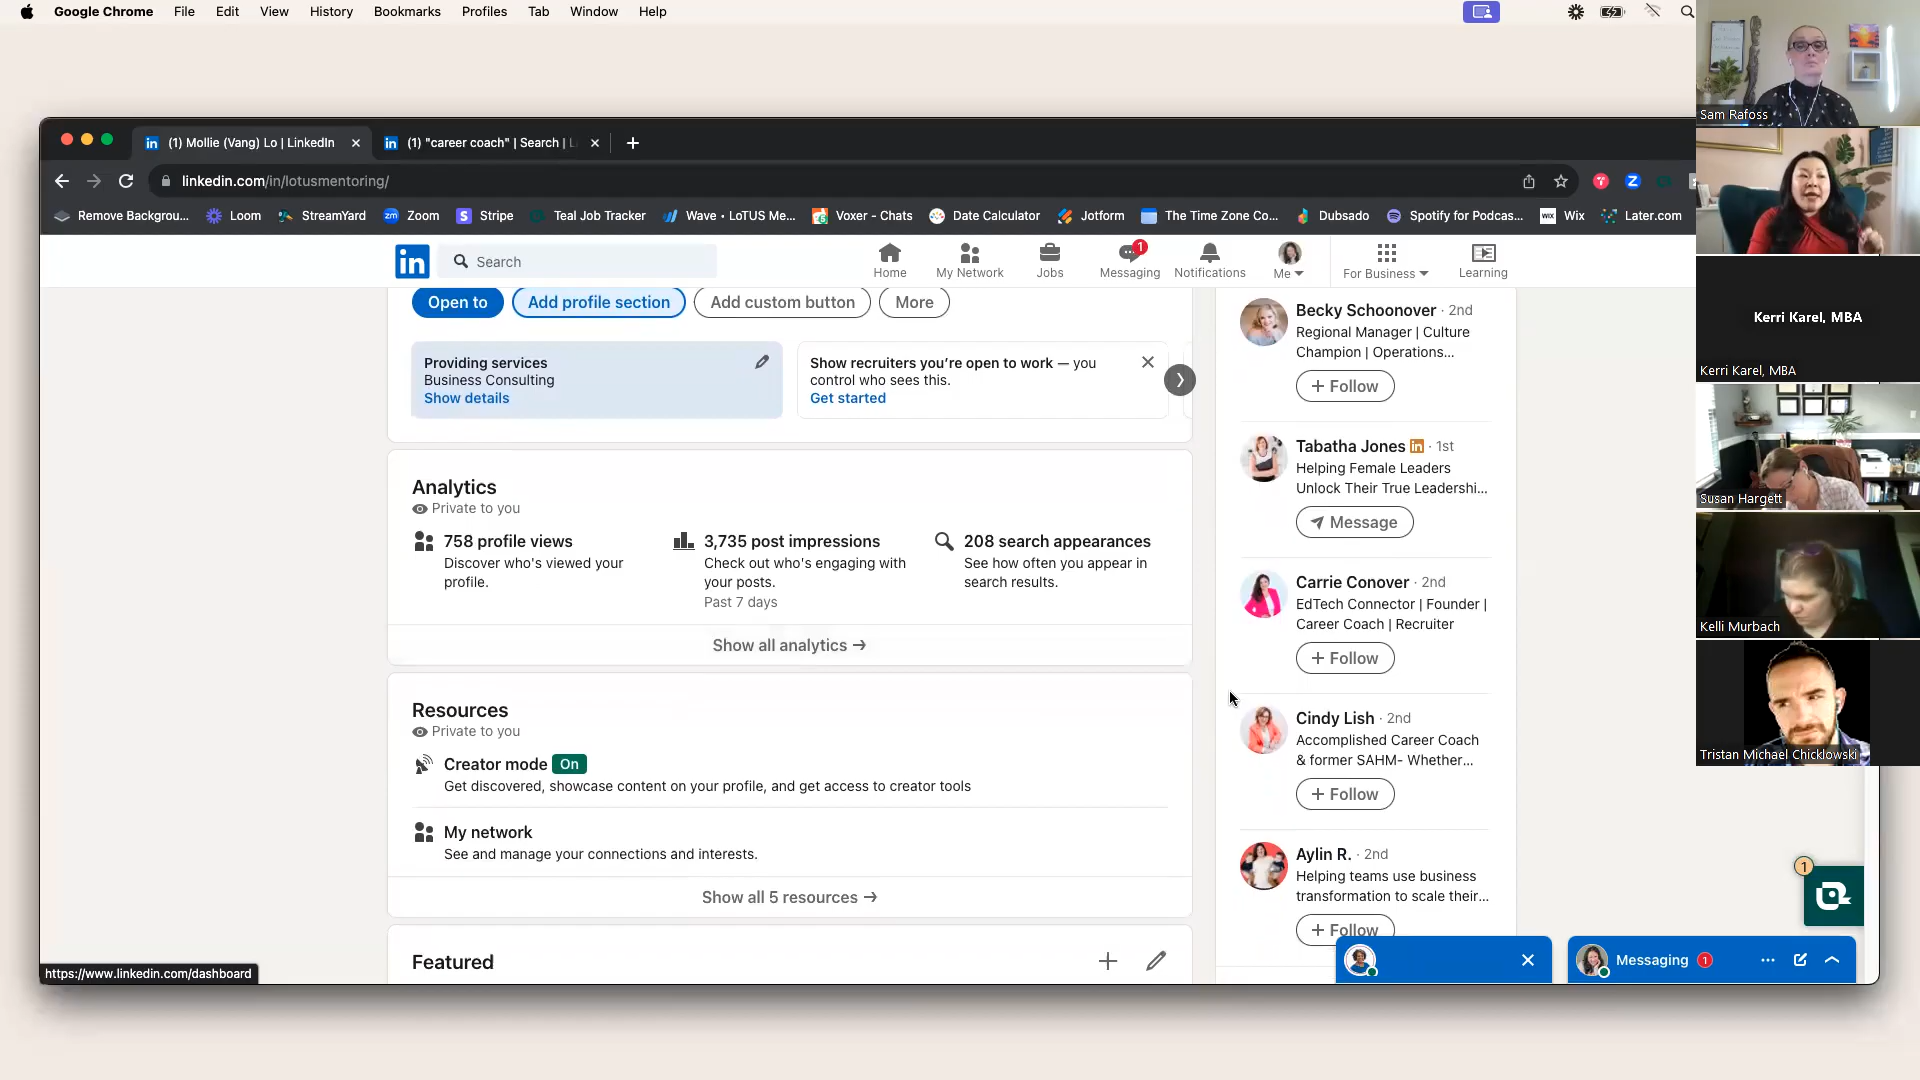 Google Chrome File Edit View History Bookmarks Profiles Tab Window Help
(1) Mollie (Vang) Lo | LinkedIn
(1) "career coach" | Search | L
linkedin.com/in/lotusmentoring/
Remove Backgrou... Loom StreamYard zm Zoom S Stripe Teal Job Tracker Wave • LoTUS Me... Voxer - Chats Date Calculator Jotform The Time Zone Co... Dubsado Spotify for Podcas... WIX Wix Later.com
in Search
Home My Network Jobs 1 Messaging Notifications Me For Business Learning
Open to Add profile section Add custom button More
Providing services
Business Consulting
Show details
Show recruiters you're open to work — you
control who sees this.
Get started
Analytics
Private to you
758 profile views
Discover who's viewed your
profile.
3,735 post impressions
Check out who's engaging with
your posts.
Past 7 days
208 search appearances
See how often you appear in
search results.
Show all analytics →
Resources
Private to you
Creator mode On
Get discovered, showcase content on your profile, and get access to creator tools
My network
See and manage your connections and interests.
Show all 5 resources →
Featured
https://www.linkedin.com/dashboard
Becky Schoonover · 2nd
Regional Manager | Culture
Champion | Operations...
+ Follow
Tabatha Jones in · 1st
Helping Female Leaders
Unlock Their True Leadershi...
Message
Carrie Conover · 2nd
EdTech Connector | Founder |
Career Coach | Recruiter
+ Follow
Cindy Lish · 2nd
Accomplished Career Coach
& former SAHM- Whether...
+ Follow
Aylin R. · 2nd
Helping teams use business
transformation to scale their...
+ Follow
Messaging 1
1
Sam Rafoss
Kerri Karel, MBA
Kerri Karel, MBA
Susan Hargett
Kelli Murbach
Tristan Michael Chicklowski